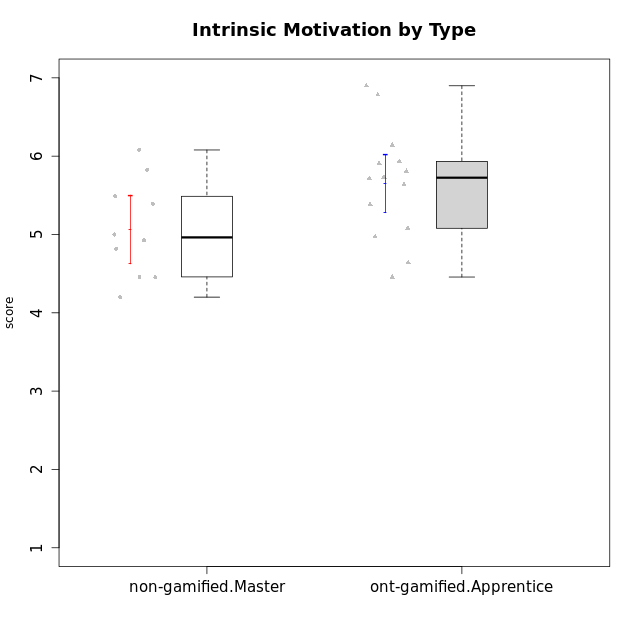 Intrinsic Motivation by Type
score
7
6
5
4
3
2
1
non-gamified.Master
ont-gamified.Apprentice